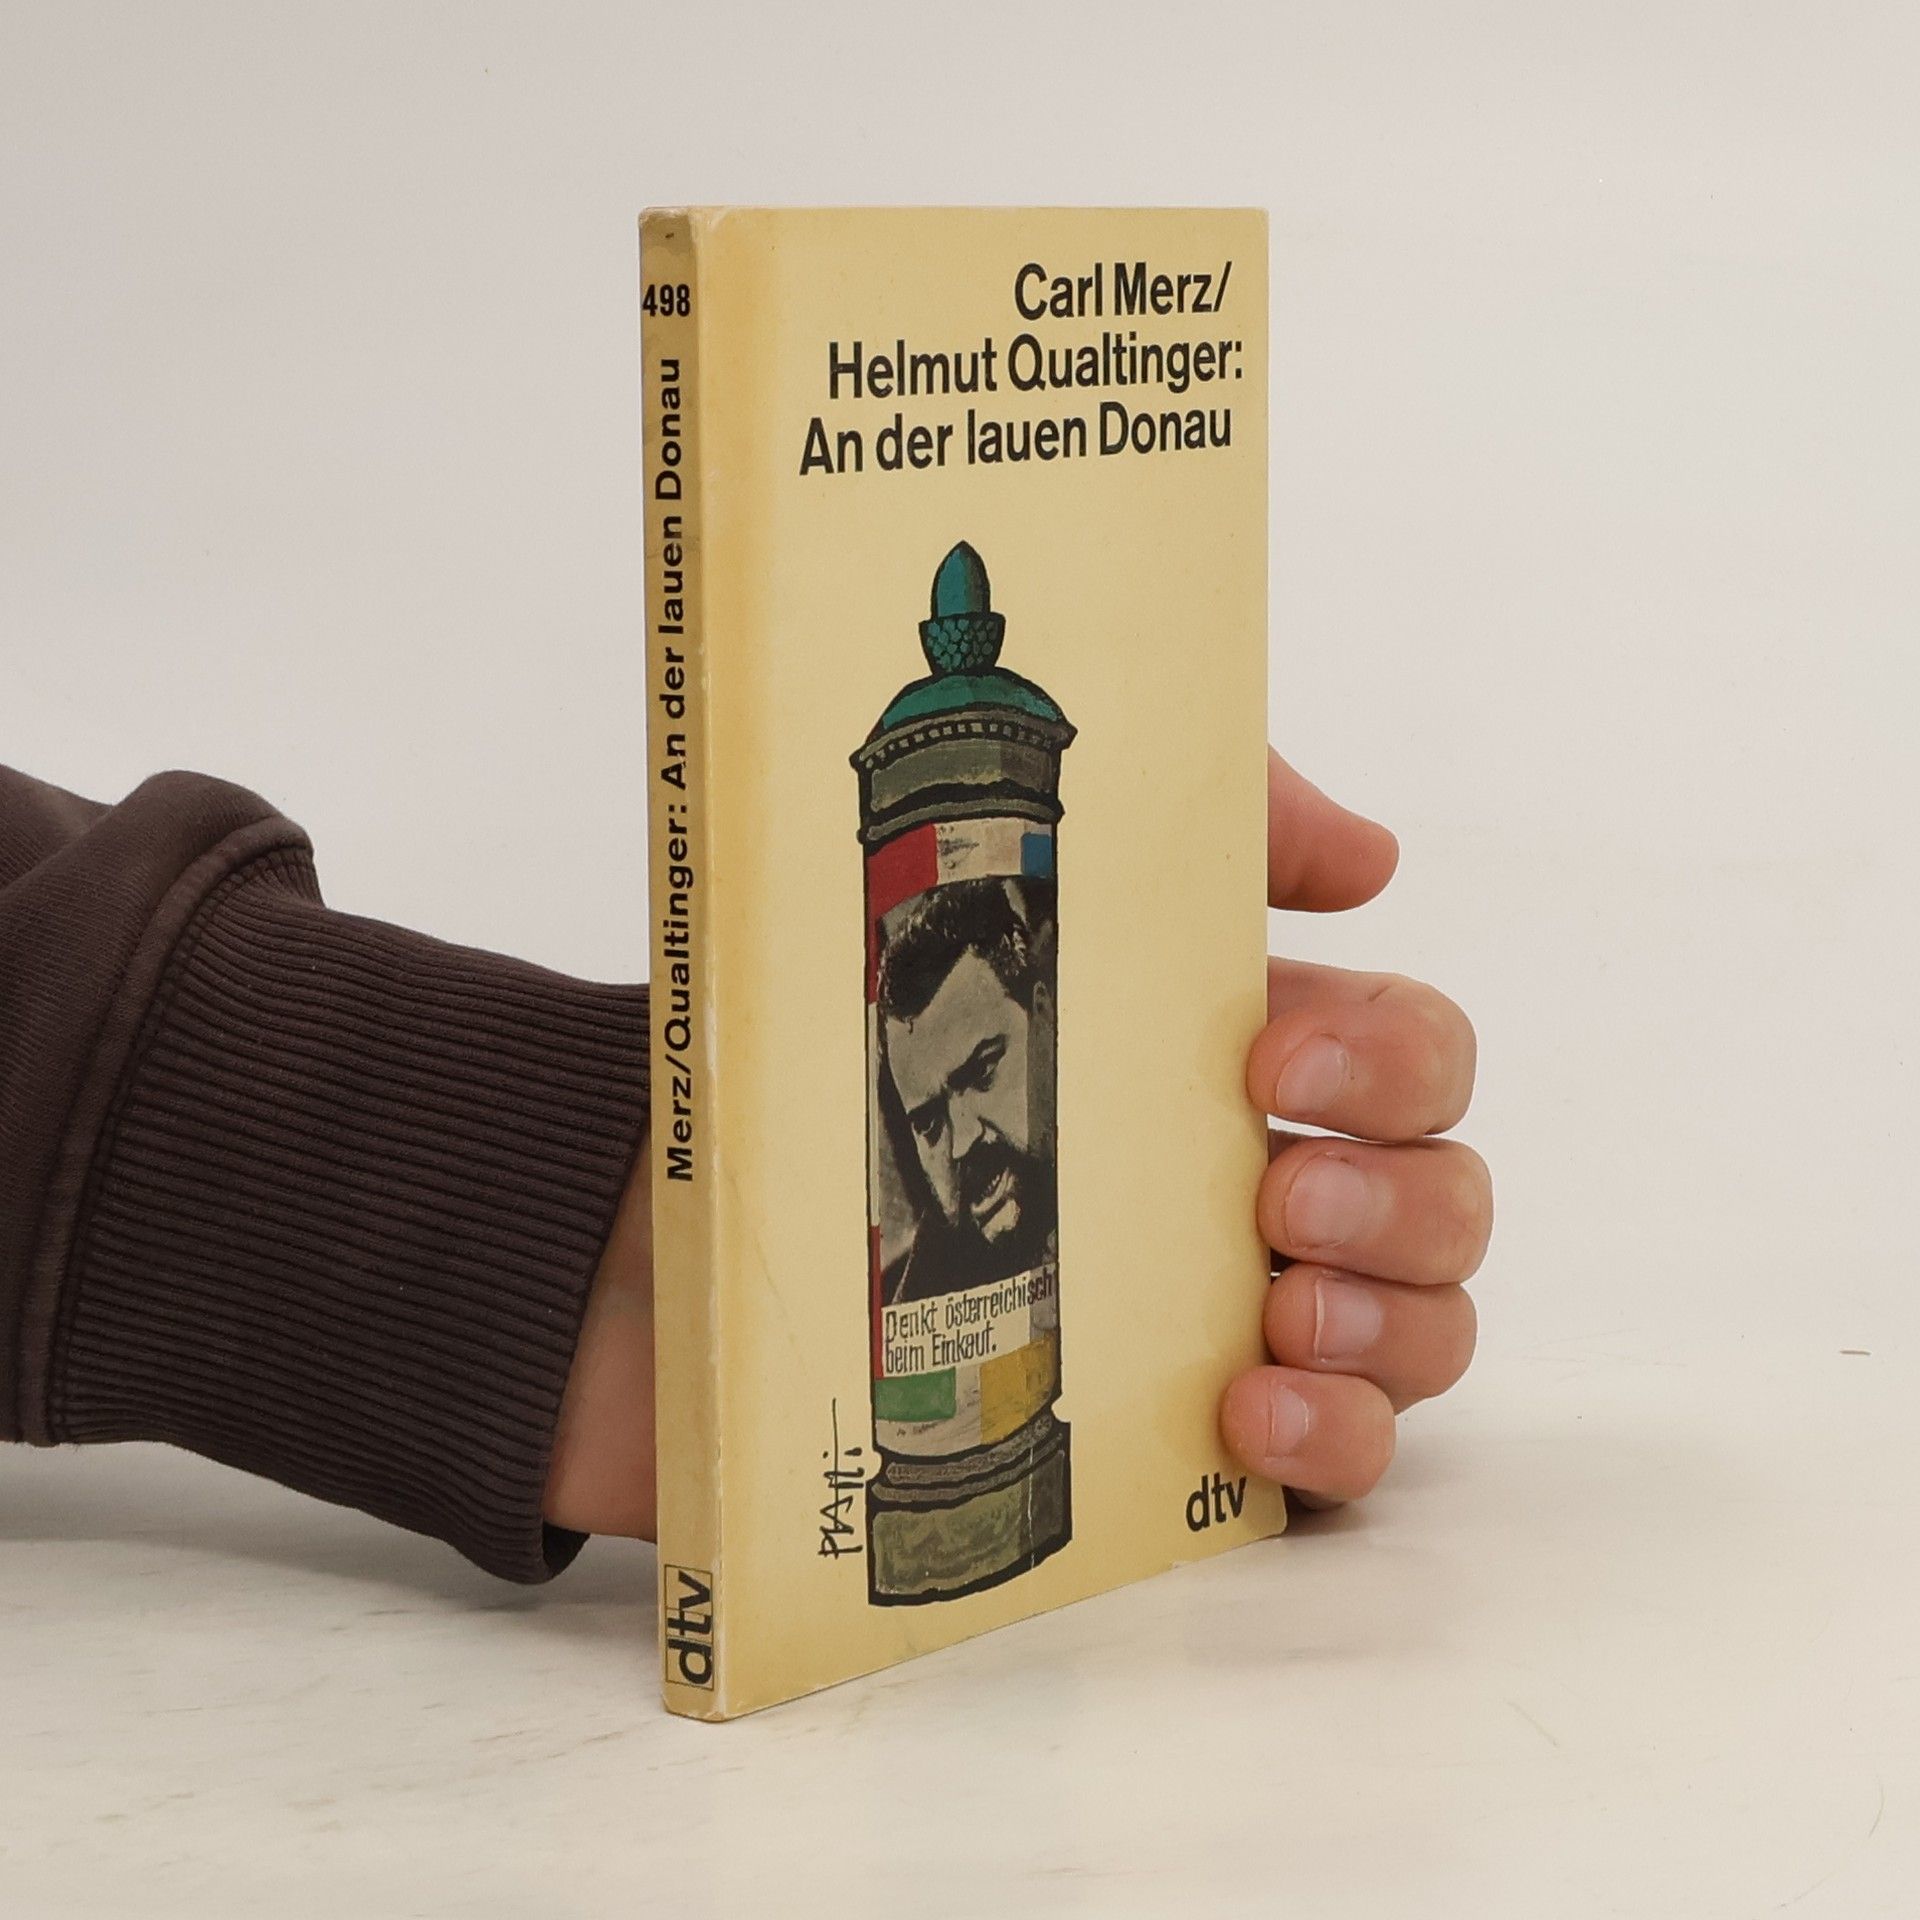 498
Merz/Qualtinger: An der lauen Donau
dtv
Carl Merz/
Helmut Qualtinger:
An der lauen Donau
Denkt österreichisch
beim Einkauf.
PIATTi
dtv